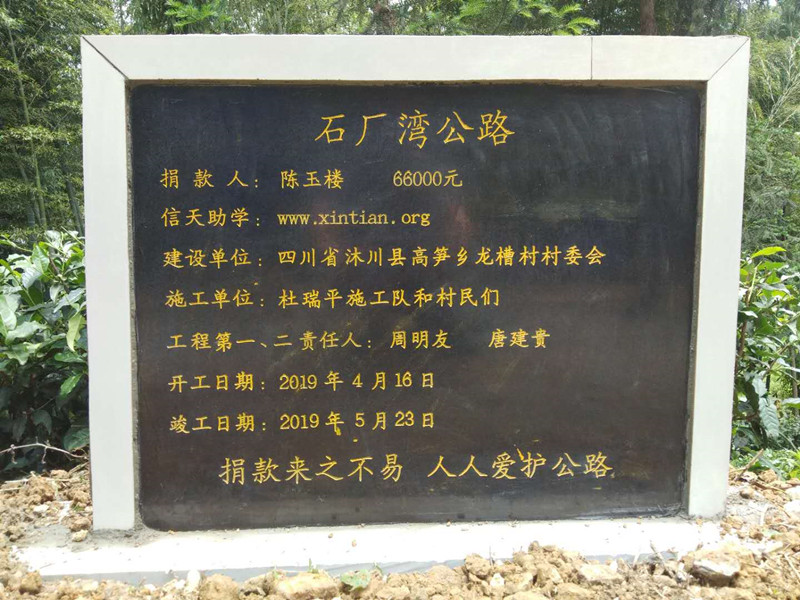 石厂湾公路
捐款人：陈玉楼 66000元
信天助学：www.xintian.org
建设单位：四川省沐川县高笋乡龙槽村村委会
施工单位：杜瑞平施工队和村民们
工程第一、二责任人：周明友 唐建贵
开工日期：2019年4月16日
竣工日期：2019年5月23日
捐款来之不易 人人爱护公路